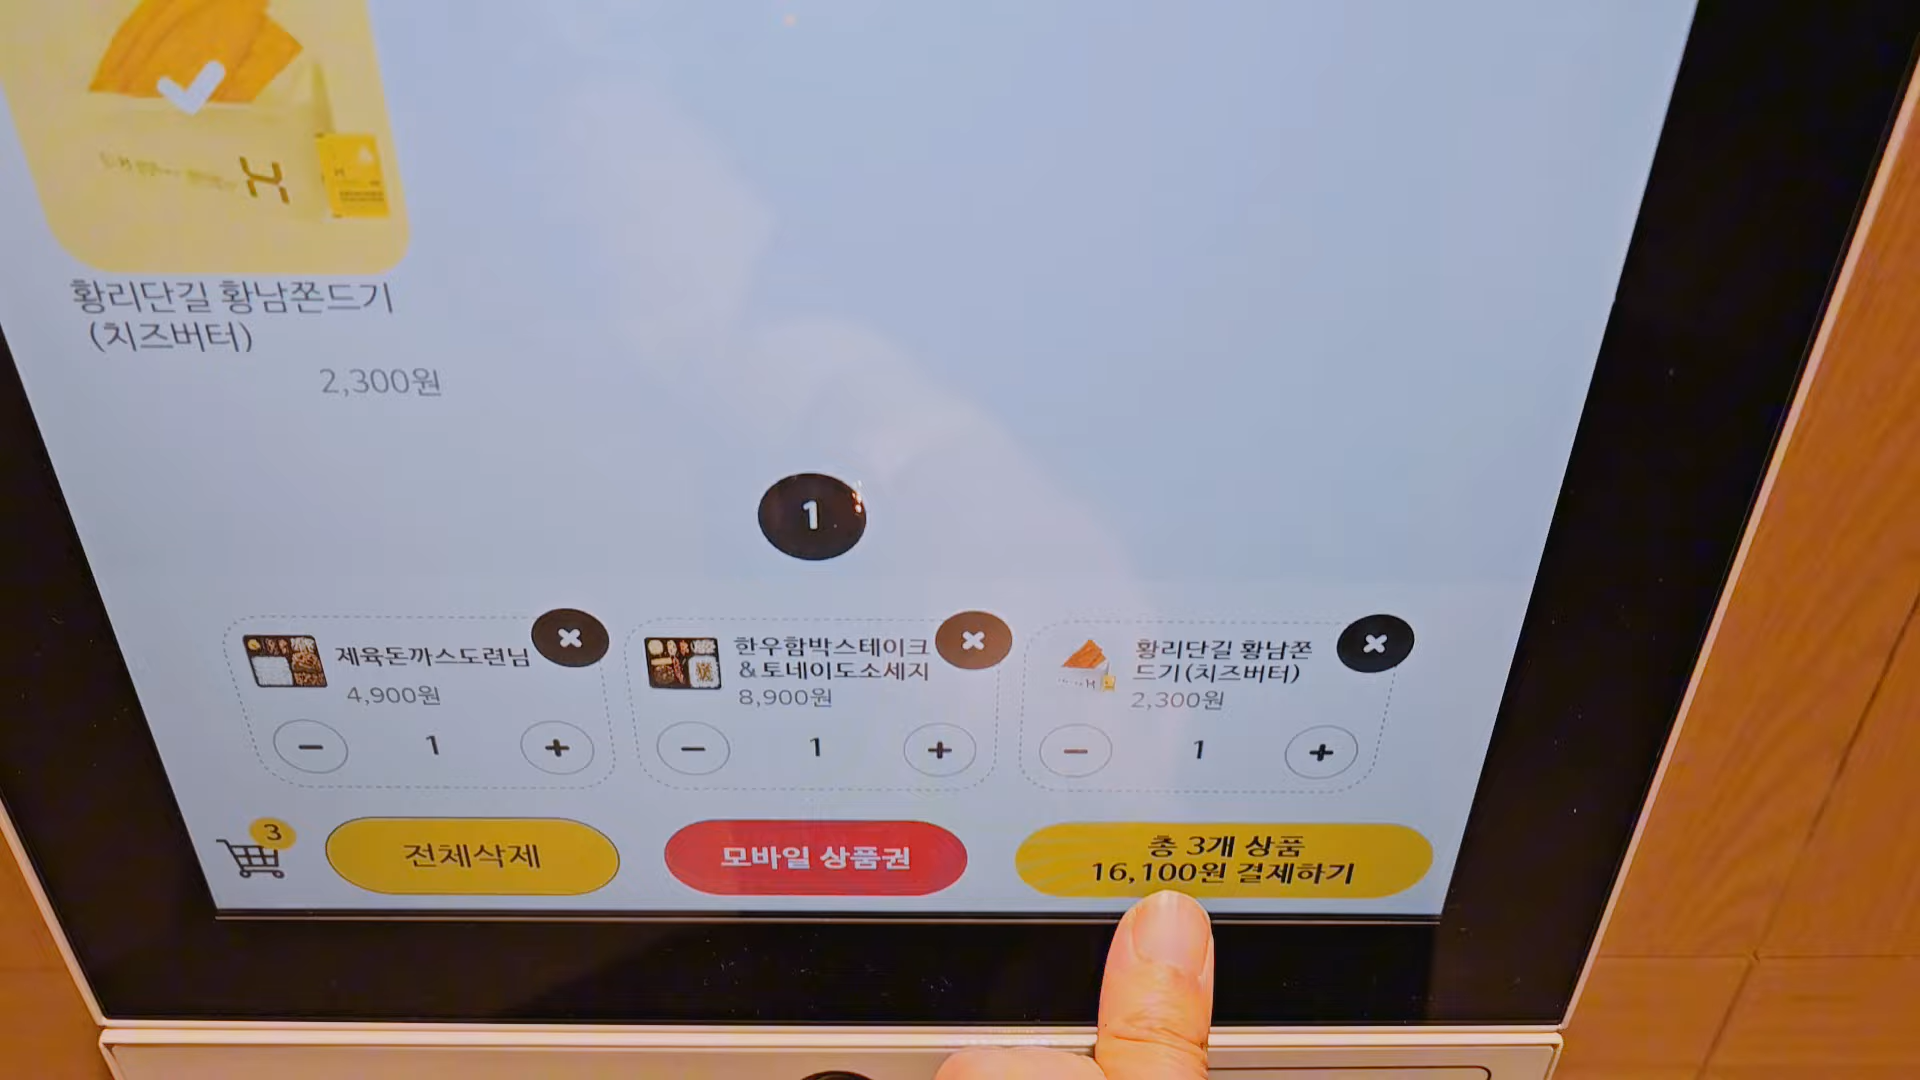 황리단길 황남쫀드기
(치즈버터)
2,300원
1
제육돈까스도련님
4,900원
1
한우함박스테이크
&토네이도소세지
8,900원
1
황리단길 황남쫀
드기(치즈버터)
2,300원
1
3
전체삭제
모바일 상품권
총 3개 상품
16,100원 결제하기